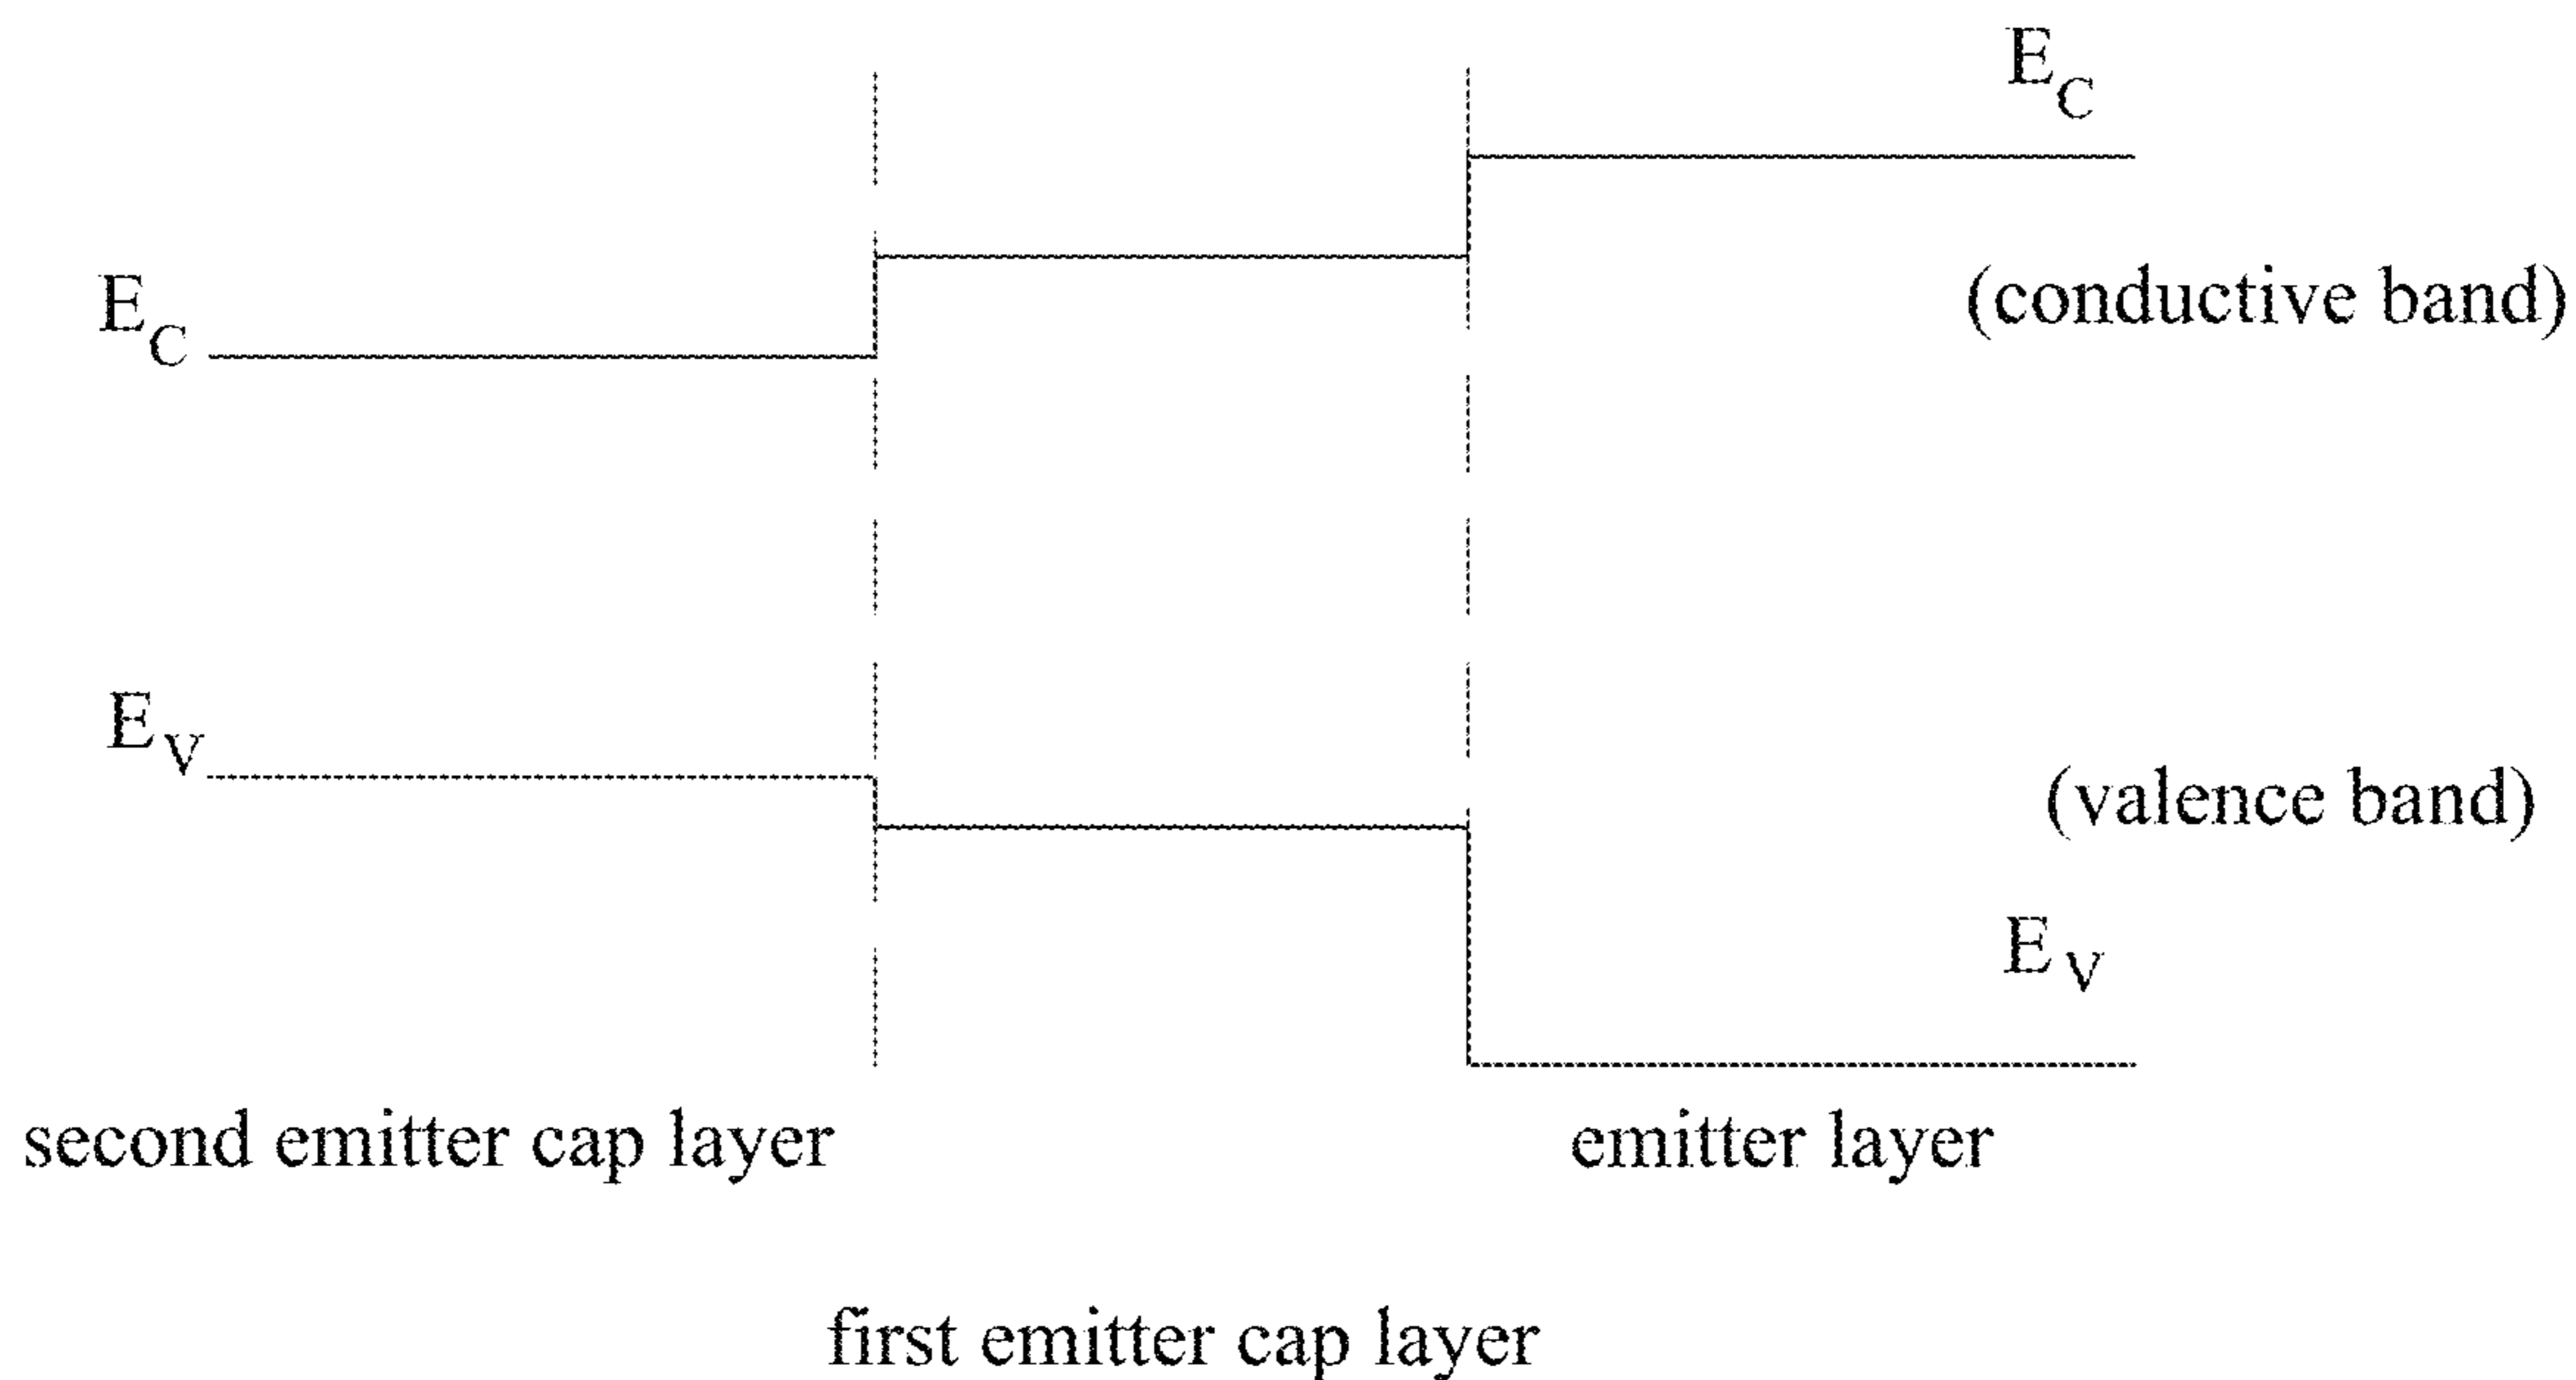 E_C
E_C
(conductive band)
E_V
(valence band)
E_V
second emitter cap layer
emitter layer
first emitter cap layer